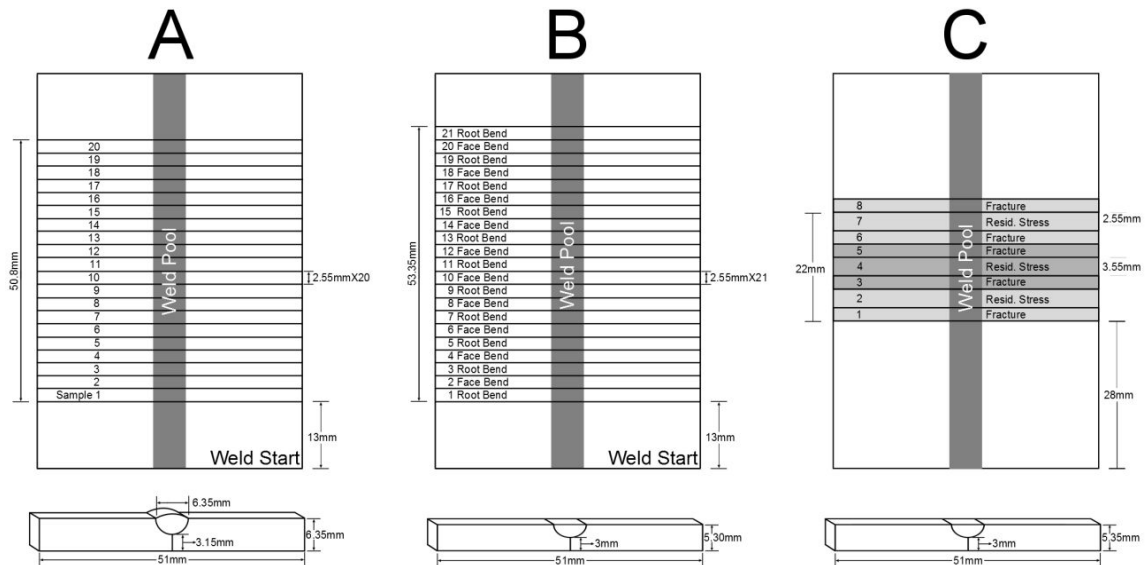 A
20
19
18
17
16
15
14
13
12
11
10
9
8
7
6
5
4
3
2
Sample 1
Weld Pool
50.8mm
2.55mmX20
13mm
Weld Start
6.35mm
6.35mm
3.15mm
51mm
B
21 Root Bend
20 Face Bend
19 Root Bend
18 Face Bend
17 Root Bend
16 Face Bend
15 Root Bend
14 Face Bend
13 Root Bend
12 Face Bend
11 Root Bend
10 Face Bend
9 Root Bend
8 Face Bend
7 Root Bend
6 Face Bend
5 Root Bend
4 Face Bend
3 Root Bend
2 Face Bend
1 Root Bend
Weld Pool
53.35mm
2.55mmX21
13mm
Weld Start
5.30mm
3mm
51mm
C
8 Fracture
7 Resid. Stress
6 Fracture
5 Fracture
4 Resid. Stress
3 Fracture
2 Resid. Stress
1 Fracture
Weld Pool
2.55mm
3.55mm
22mm
28mm
5.35mm
3mm
51mm